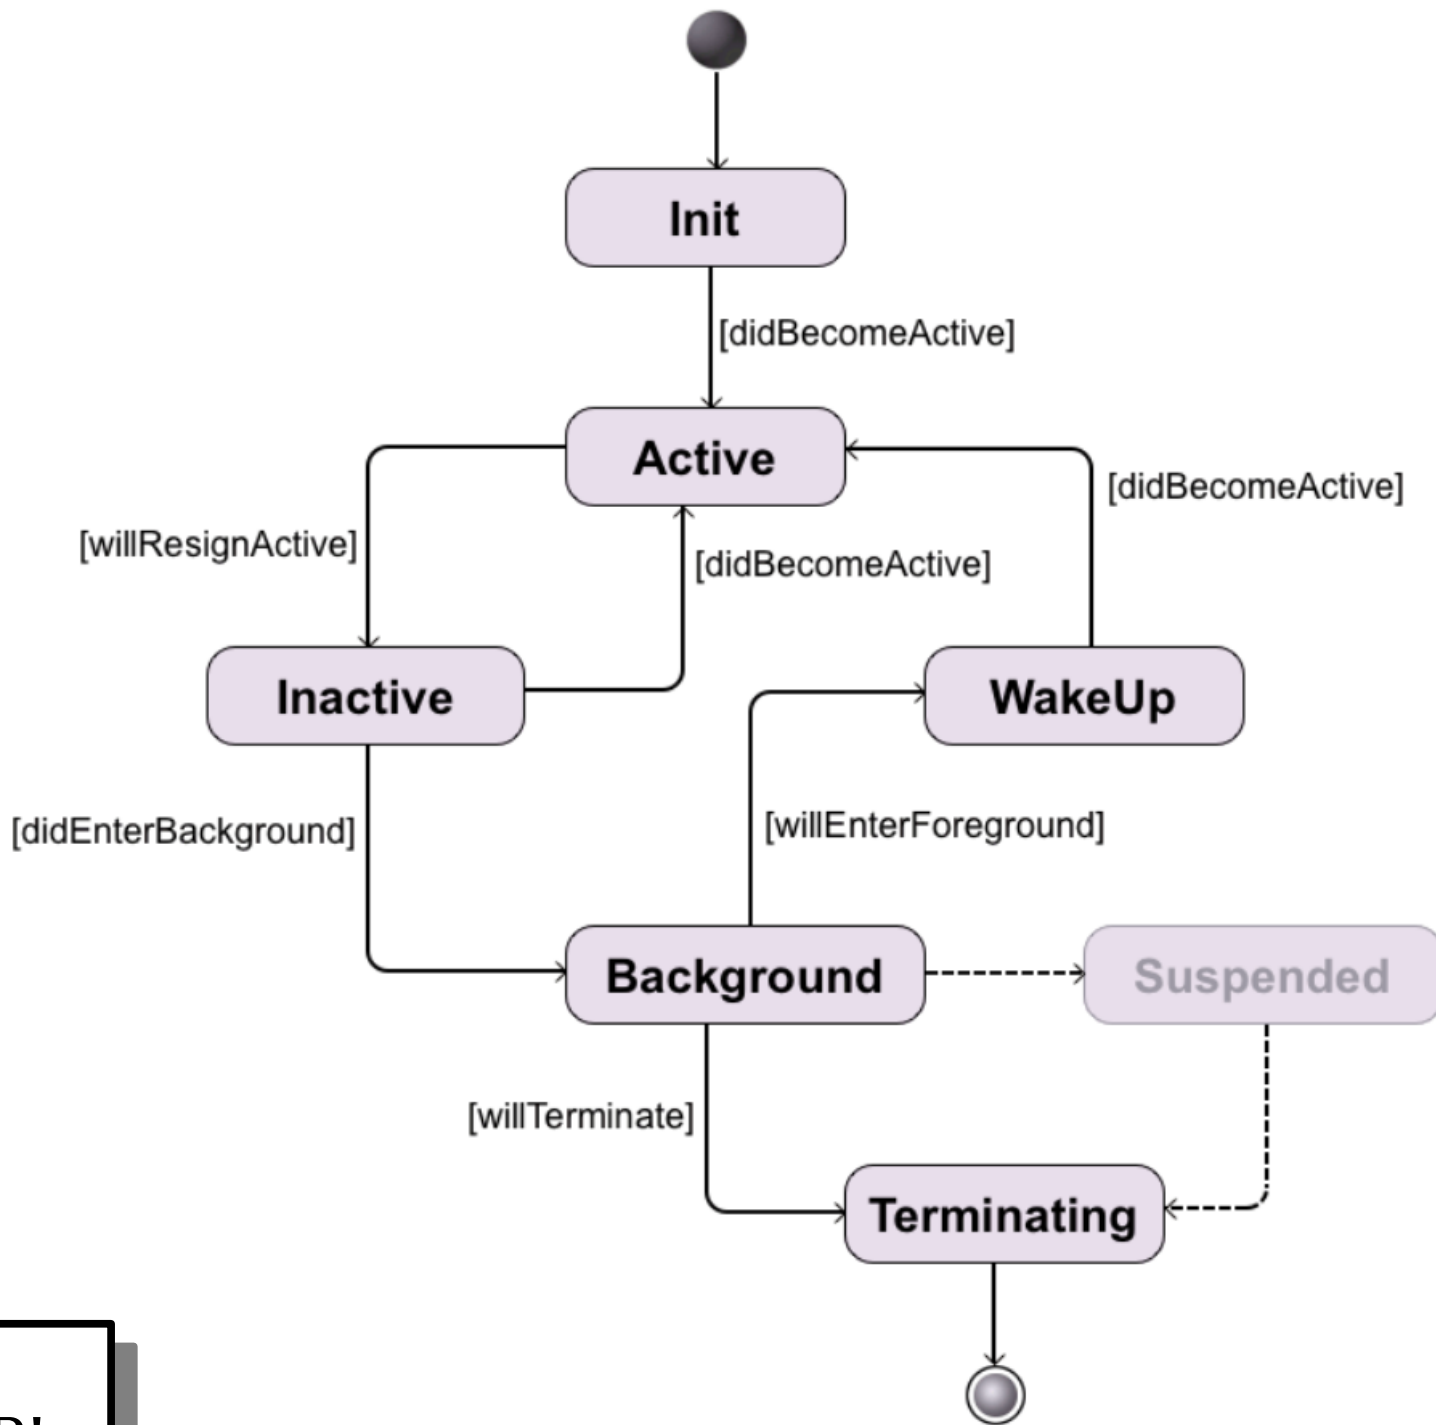 Init
[didBecomeActive]
Active
[didBecomeActive]
[willResignActive]
[didBecomeActive]
Inactive
WakeUp
[didEnterBackground]
[willEnterForeground]
Background
Suspended
[willTerminate]
Terminating